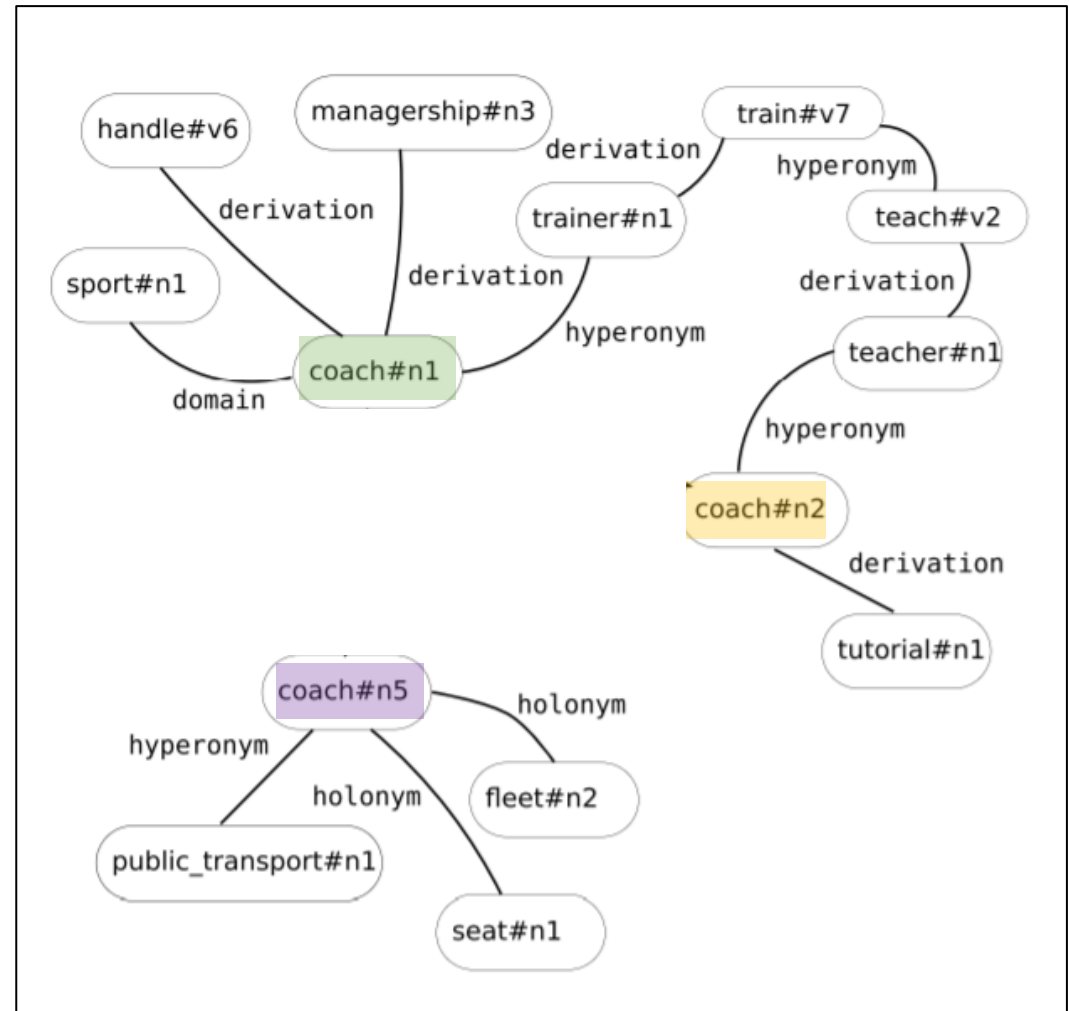 managership#n3
train#v7
handle#v6
derivation
hyperonym
derivation
trainer#n1
teach#v2
derivation
derivation
sport#n1
hyperonym
teacher#n1
coach#n1
domain
hyperonym
coach#n2
derivation
tutorial#n1
coach#n5
holonym
hyperonym
holonym
fleet#n2
public_transport#n1
seat#n1